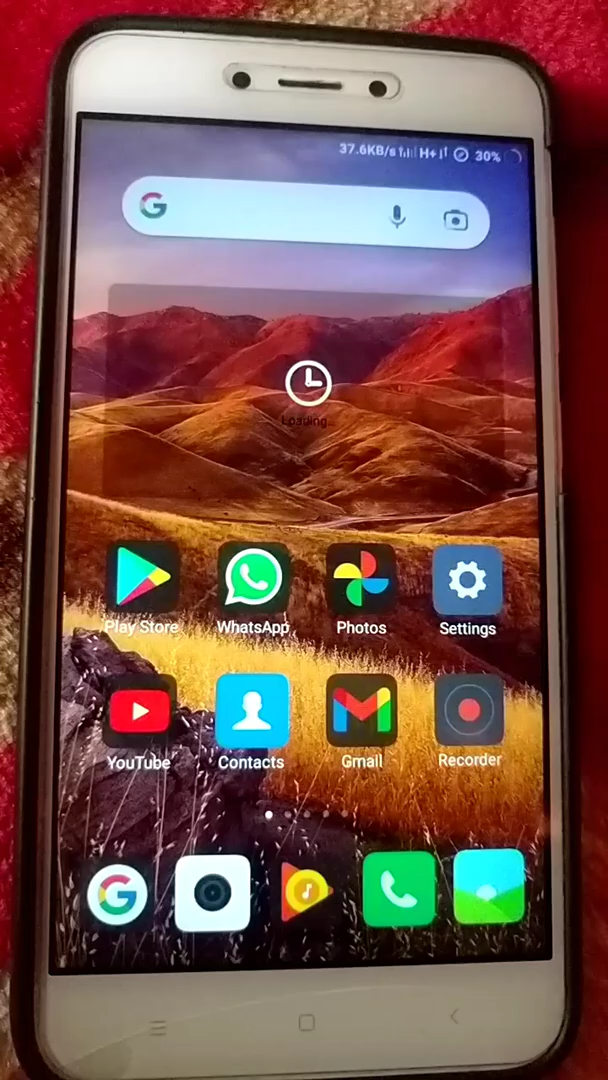 37.6KB/s H+ 30%
Loading...
Play Store WhatsApp Photos Settings
YouTube Contacts Gmail Recorder